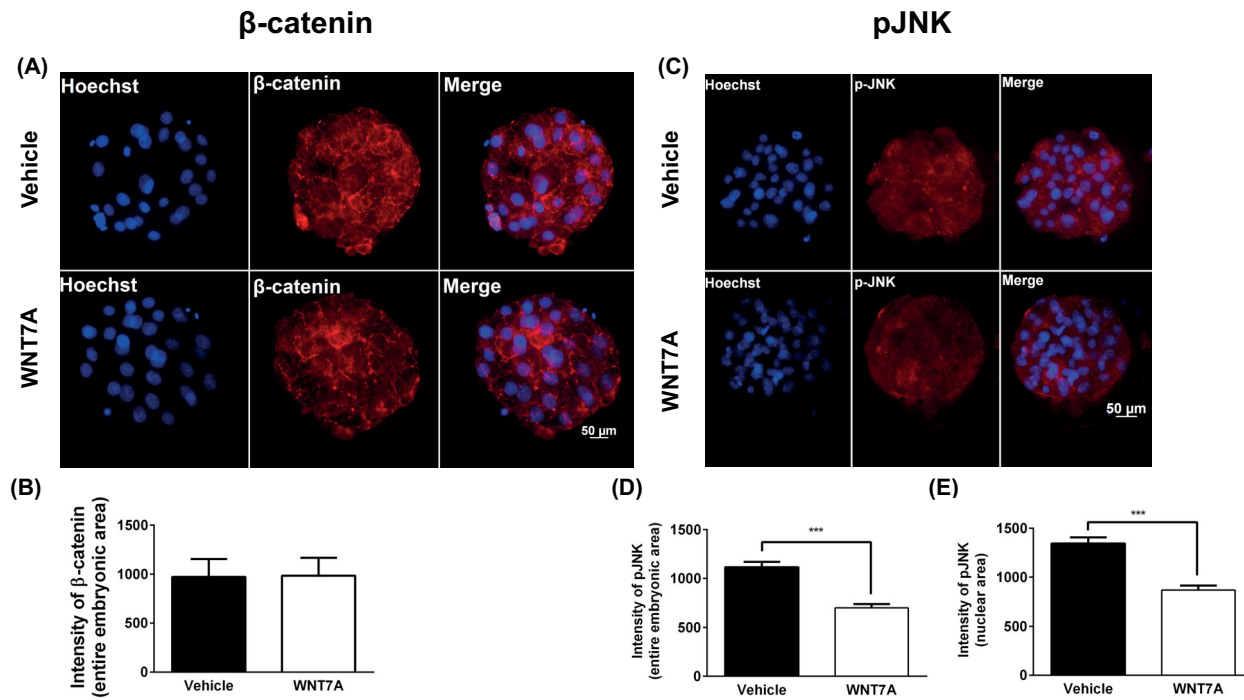 β-catenin
pJNK
(A)
Hoechst
β-catenin
Merge
Vehicle
Hoechst
β-catenin
Merge
WNT7A
50 µm
(C)
Hoechst
p-JNK
Merge
Vehicle
Hoechst
p-JNK
Merge
WNT7A
50 µm
(B)
Intensity of β-catenin
(entire embryonic area)
1500
1000
500
0
Vehicle
WNT7A
(D)
Intensity of pJNK
(entire embryonic area)
1500
1000
500
0
***
Vehicle
WNT7A
(E)
Intensity of pJNK
(nuclear area)
1500
1000
500
0
***
Vehicle
WNT7A